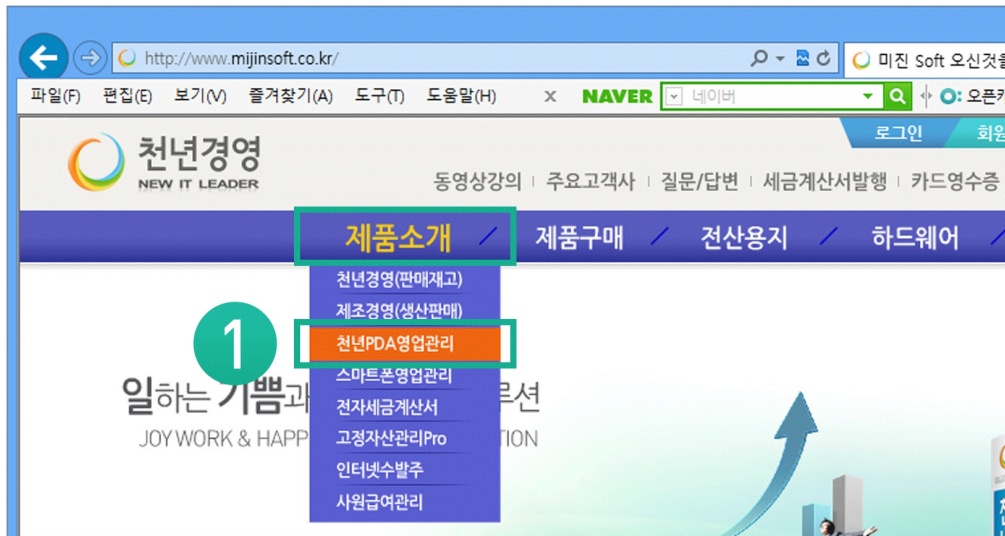 http://www.mijinsoft.co.kr/
미진 Soft 오신것을
파일(F) 편집(E) 보기(V) 즐겨찾기(A) 도구(T) 도움말(H) x NAVER 네이버 오픈
로그인 회원
천년경영
NEW IT LEADER
동영상강의 주요고객사 질문/답변 세금계산서발행 카드영수증
제품소개 / 제품구매 / 전산용지 / 하드웨어 /
천년경영(판매재고)
제조경영(생산판매)
1
천년PDA영업관리
스마트폰영업관리
전자세금계산서
고정자산관리Pro
인터넷수발주
사원급여관리
일하는 기쁨과 루션
JOY WORK & HAPP TION